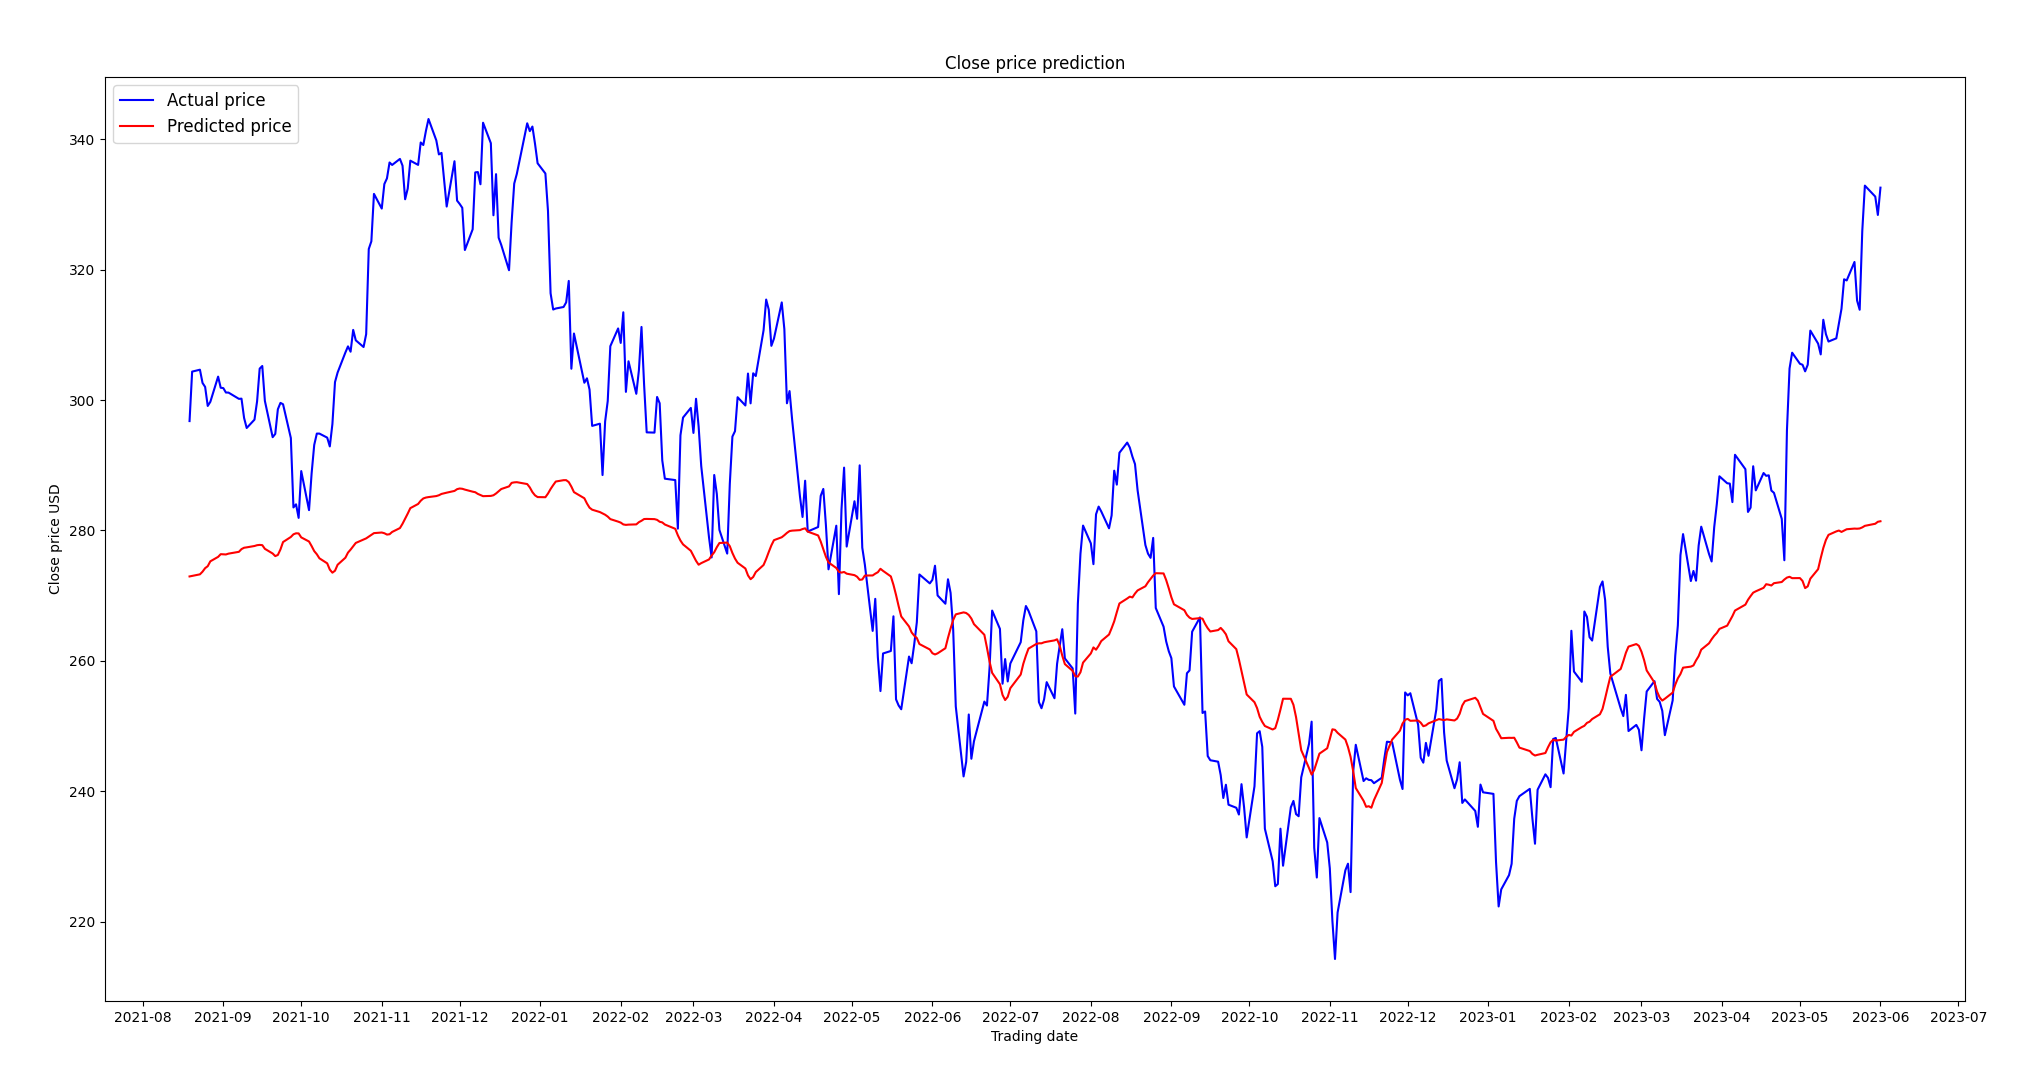 Close price prediction
Actual price
Predicted price
340
320
300
280
260
240
220
Close price USD
2021-08 2021-09 2021-10 2021-11 2021-12 2022-01 2022-02 2022-03 2022-04 2022-05 2022-06 2022-07 2022-08 2022-09 2022-10 2022-11 2022-12 2023-01 2023-02 2023-03 2023-04 2023-05 2023-06 2023-07
Trading date